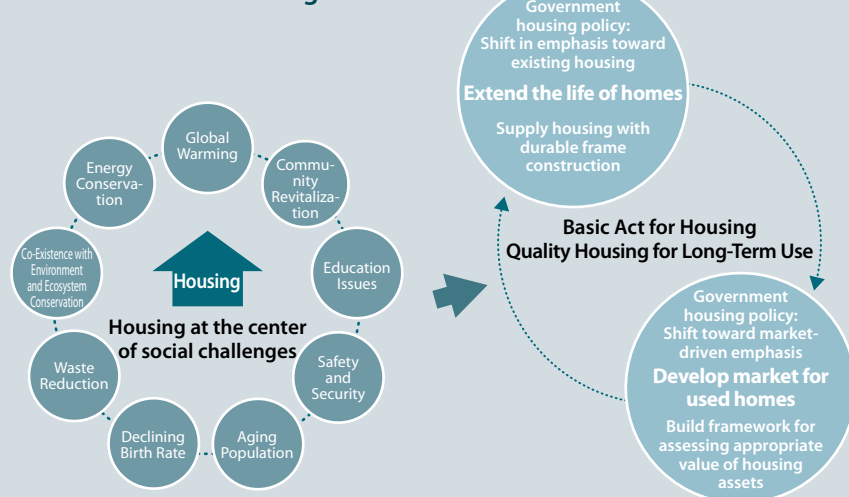 Global
Warming
Commu-
nity
Revitaliza-
tion
Education
Issues
Safety
and
Security
Aging
Population
Declining
Birth Rate
Waste
Reduction
Co-Existence with
Environment
and Ecosystem
Conservation
Energy
Conserva-
tion
Housing
Housing at the center
of social challenges
Government
housing policy:
Shift in emphasis toward
existing housing
Extend the life of homes
Supply housing with
durable frame
construction
Basic Act for Housing
Quality Housing for Long-Term Use
Government
housing policy:
Shift toward market-
driven emphasis
Develop market for
used homes
Build framework for
assessing appropriate
value of housing
assets